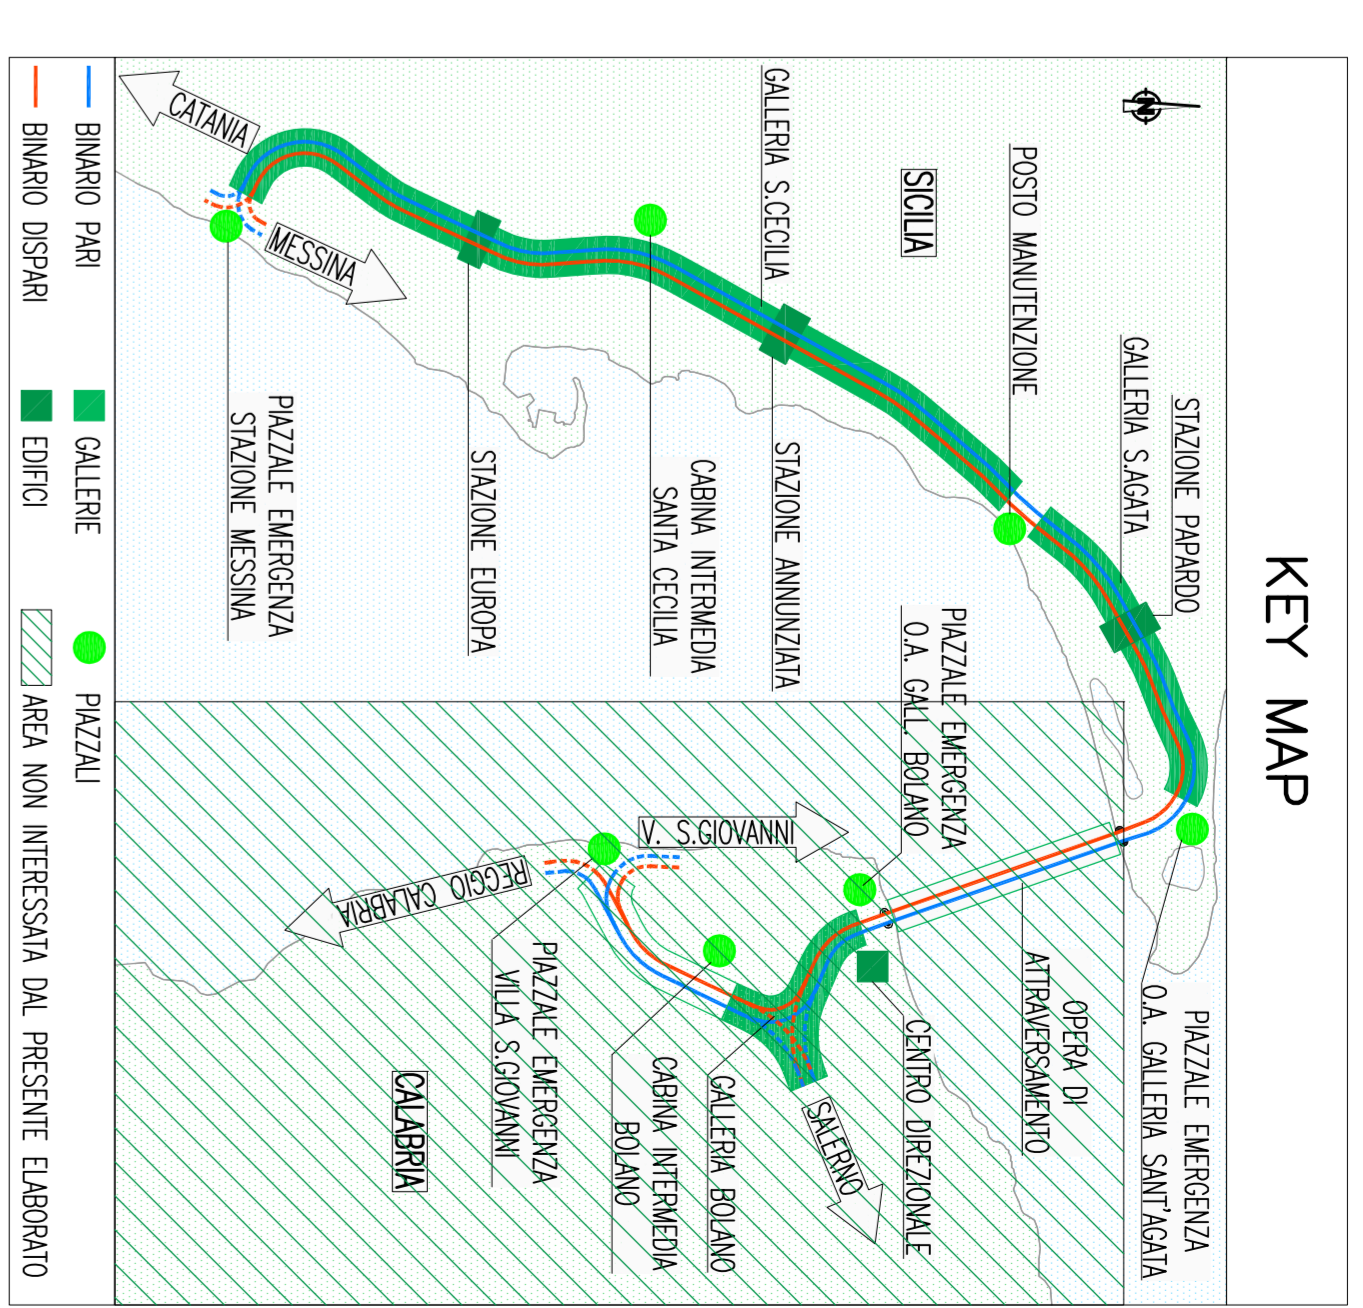 KEY MAP
N
SICILIA
STAZIONE PAPARDO
GALLERIA S.AGATA
POSTO MANUTENZIONE
GALLERIA S.CECILIA
CATANIA
MESSINA
PIAZZALE EMERGENZA
STAZIONE MESSINA
STAZIONE EUROPA
CABINA INTERMEDIA
SANTA CECILIA
STAZIONE ANNUNZIATA
PIAZZALE EMERGENZA
O.A. GALL. BOLANO
PIAZZALE EMERGENZA
O.A. GALLERIA SANT'AGATA
OPERA DI
ATTRAVERSAMENTO
CENTRO DIREZIONALE
SALERNO
GALLERIA BOLANO
CABINA INTERMEDIA
BOLANO
PIAZZALE EMERGENZA
VILLA S.GIOVANNI
V. S.GIOVANNI
REGGIO CALABRIA
CALABRIA
BINARIO PARI
GALLERIE
PIAZZALI
BINARIO DISPARI
EDIFICI
AREA NON INTERESSATA DAL PRESENTE ELABORATO